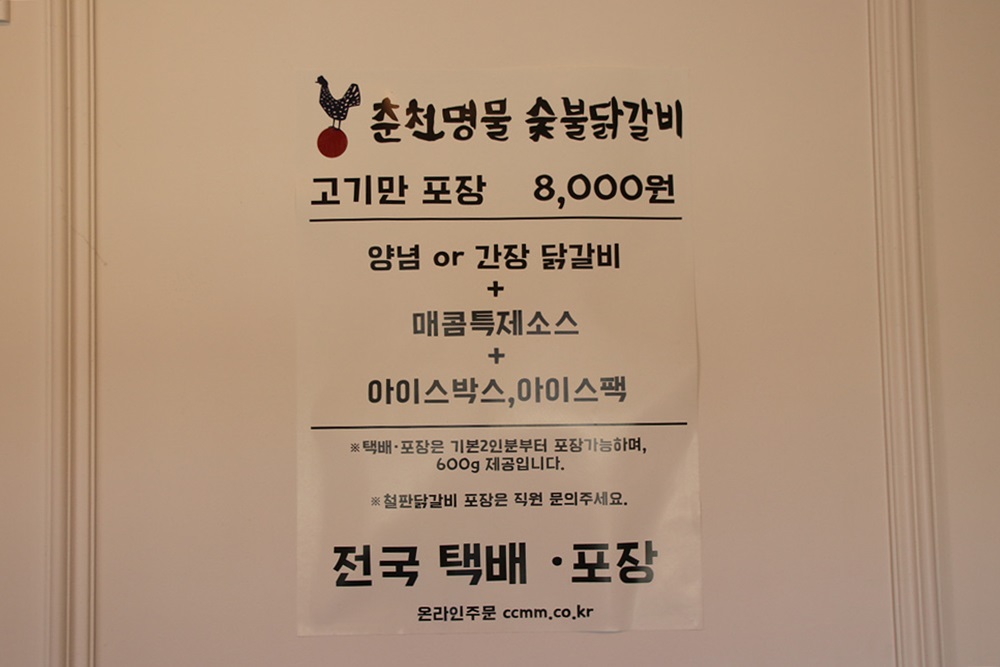 춘천명물 숯불닭갈비
고기만 포장 8,000원
양념 or 간장 닭갈비
+
매콤특제소스
+
아이스박스,아이스팩
※택배·포장은 기본2인분부터 포장가능하며,
600g 제공입니다.
※철판닭갈비 포장은 직원 문의주세요.
전국 택배 · 포장
온라인주문 ccmm.co.kr